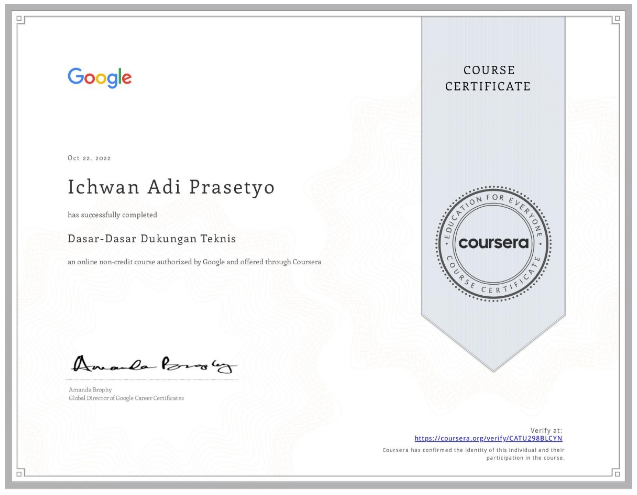 Google
COURSE
CERTIFICATE
Oct 22, 2022
Ichwan Adi Prasetyo
has successfully completed
Dasar-Dasar Dukungan Teknis
an online non-credit course authorized by Google and offered through Coursera
EDUCATION FOR EVERYONE
coursera
COURSE CERTIFICATE
Amanda Brophy
Amanda Brophy
Global Director of Google Career Certificates
Verify at:
https://coursera.org/verify/CATU298BLCYN
Coursera has confirmed the identity of this individual and their
participation in the course.